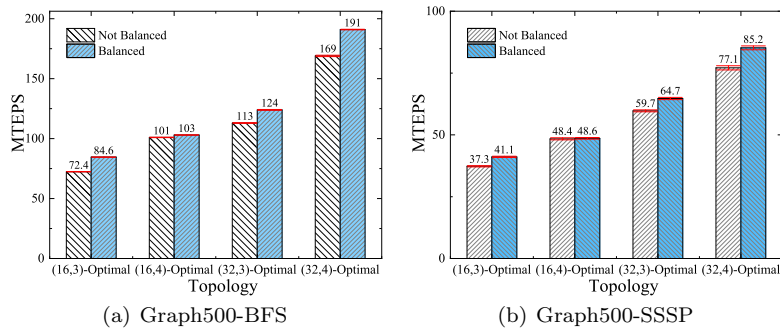 MTEPS
200
150
125
100
75
50
25
0
Not Balanced
Balanced
72.4
84.6
101
103
113
124
169
191
(16,3)-Optimal (16,4)-Optimal (32,3)-Optimal (32,4)-Optimal
Topology
(a) Graph500-BFS
MTEPS
100
50
0
Not Balanced
Balanced
37.3
41.1
48.4
48.6
59.7
64.7
77.1
85.2
(16,3)-Optimal (16,4)-Optimal (32,3)-Optimal (32,4)-Optimal
Topology
(b) Graph500-SSSP